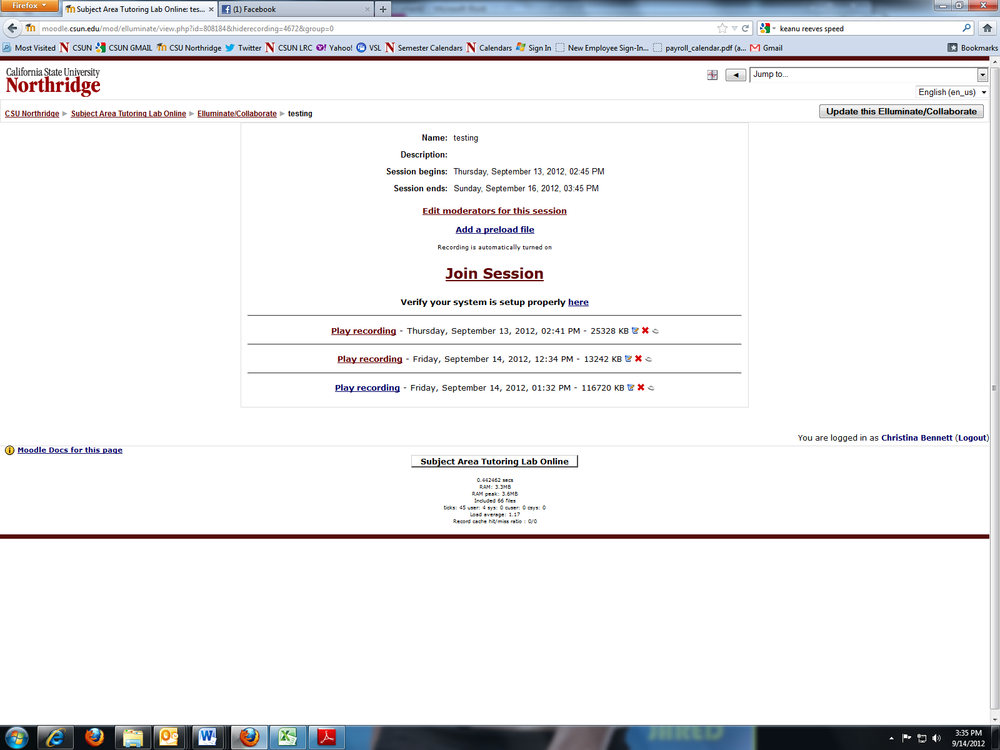 Firefox
Subject Area Tutoring Lab Online: tes...
(1) Facebook
moodle.csun.edu/mod/elluminate/view.php?id=808184&hiderecording=4672&group=0
keanu reeves speed
Most Visited CSUN CSUN GMAIL CSU Northridge Twitter CSUN LRC Yahoo! VSL Semester Calendars Calendars Sign In New Employee Sign-In... payroll_calendar.pdf (a... Gmail Bookmarks
California State University
Northridge
Jump to...
English (en_us)
CSU Northridge ► Subject Area Tutoring Lab Online ► Elluminate/Collaborate ► testing
Update this Elluminate/Collaborate
Name: testing
Description:
Session begins: Thursday, September 13, 2012, 02:45 PM
Session ends: Sunday, September 16, 2012, 03:45 PM
Edit moderators for this session
Add a preload file
Recording is automatically turned on
Join Session
Verify your system is setup properly here
Play recording - Thursday, September 13, 2012, 02:41 PM - 25328 KB
Play recording - Friday, September 14, 2012, 12:34 PM - 13242 KB
Play recording - Friday, September 14, 2012, 01:32 PM - 116720 KB
You are logged in as Christina Bennett (Logout)
Moodle Docs for this page
Subject Area Tutoring Lab Online
0.442462 secs
RAM: 3.3MB
RAM peak: 3.6MB
Included 66 files
ticks: 45 user: 4 sys: 0 cuser: 0 csys: 0
Load average: 1.17
Record cache hit/miss ratio : 0/0
3:35 PM
9/14/2012